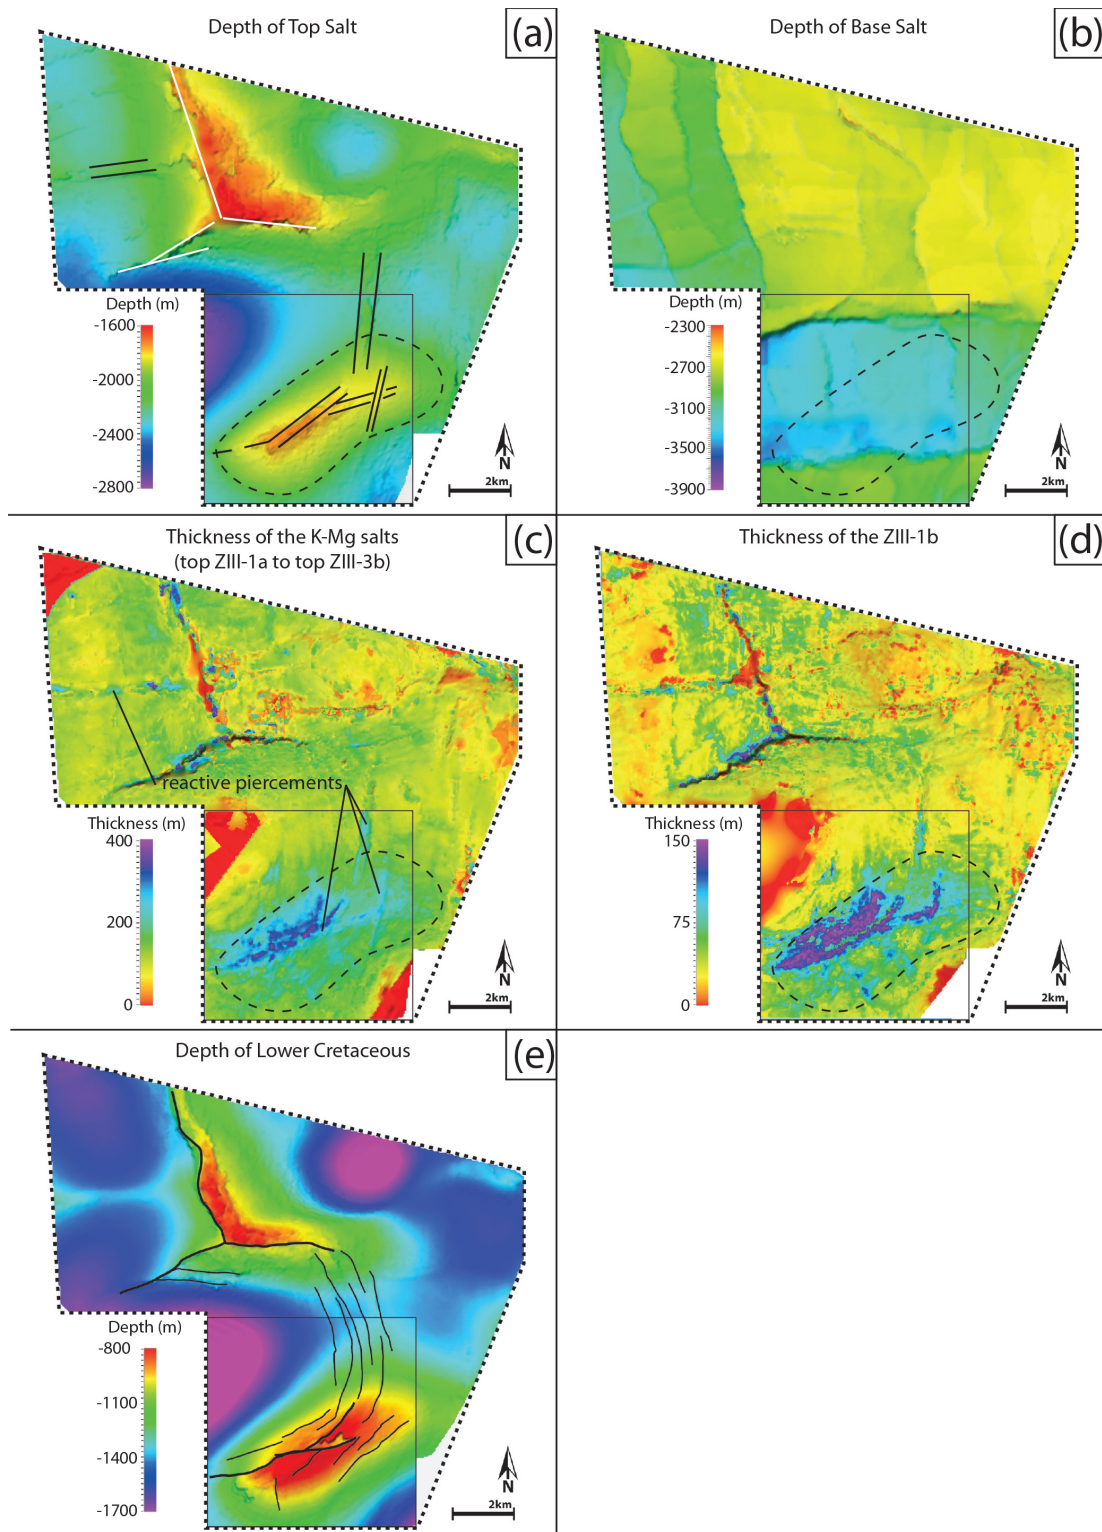 Depth of Top Salt
(a)
Depth (m)
-1600
-2000
-2400
-2800
N
2km
Depth of Base Salt
(b)
Depth (m)
-2300
-2700
-3100
-3500
-3900
N
2km
Thickness of the K-Mg salts
(top ZIII-1a to top ZIII-3b)
(c)
reactive piercements
Thickness (m)
400
200
0
N
2km
Thickness of the ZIII-1b
(d)
Thickness (m)
150
75
0
N
2km
Depth of Lower Cretaceous
(e)
Depth (m)
-800
-1100
-1400
-1700
N
2km